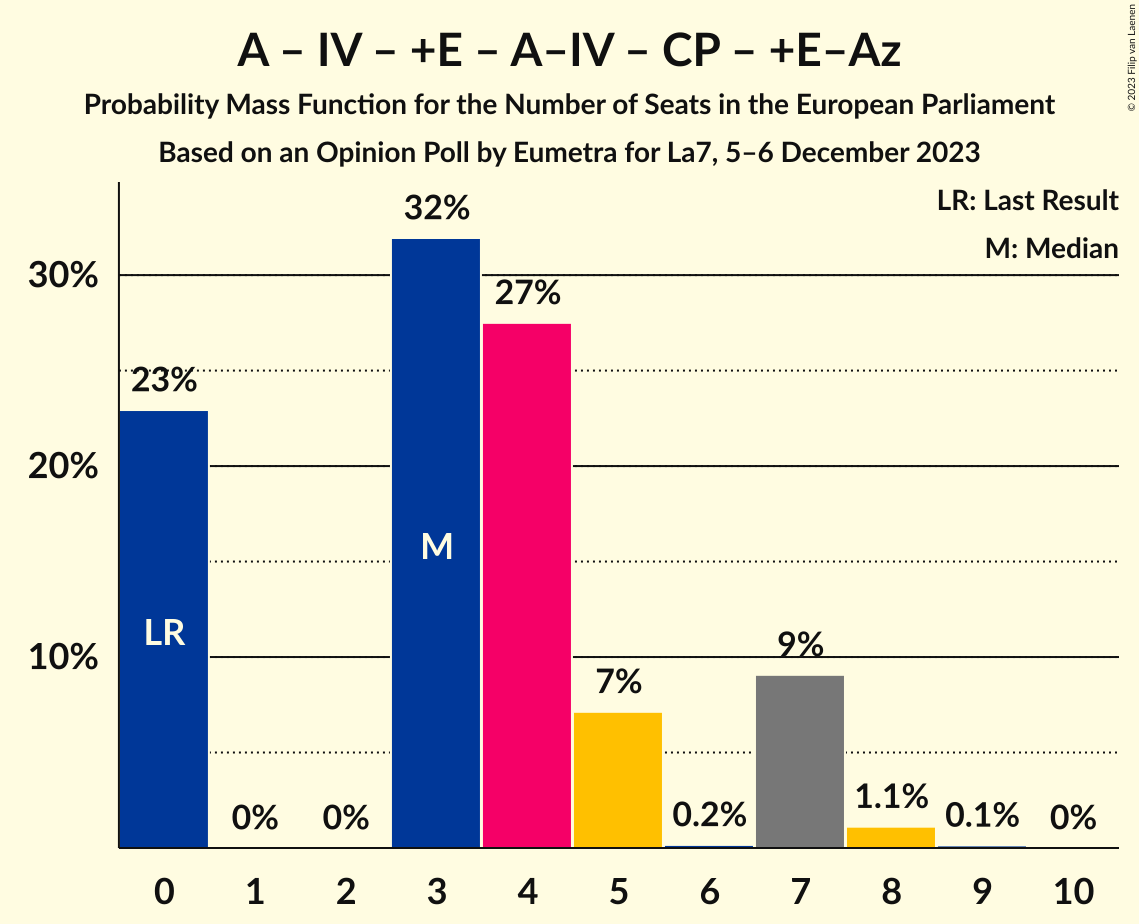 A – IV – +E – A–IV – CP – +E–Az
Probability Mass Function for the Number of Seats in the European Parliament
Based on an Opinion Poll by Eumetra for La7, 5–6 December 2023
© 2023 Filip van Laenen
LR: Last Result
M: Median
30%
20%
10%
23%
0%
0%
32%
27%
7%
0.2%
9%
1.1%
0.1%
0%
LR
M
0 1 2 3 4 5 6 7 8 9 10